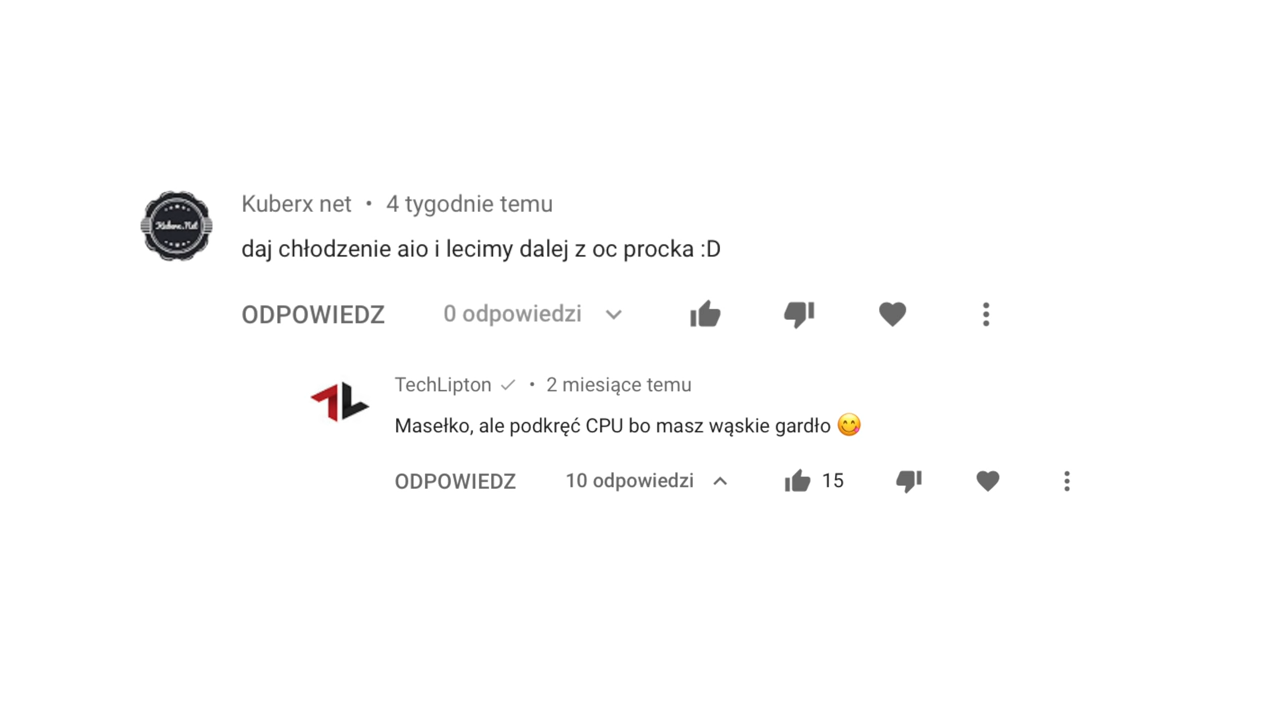 Kuberx net • 4 tygodnie temu
daj chłodzenie aio i lecimy dalej z oc procka :D
ODPOWIEDZ 0 odpowiedzi
TechLipton ✓ • 2 miesiące temu
Masełko, ale podkręć CPU bo masz wąskie gardło 😋
ODPOWIEDZ 10 odpowiedzi 15